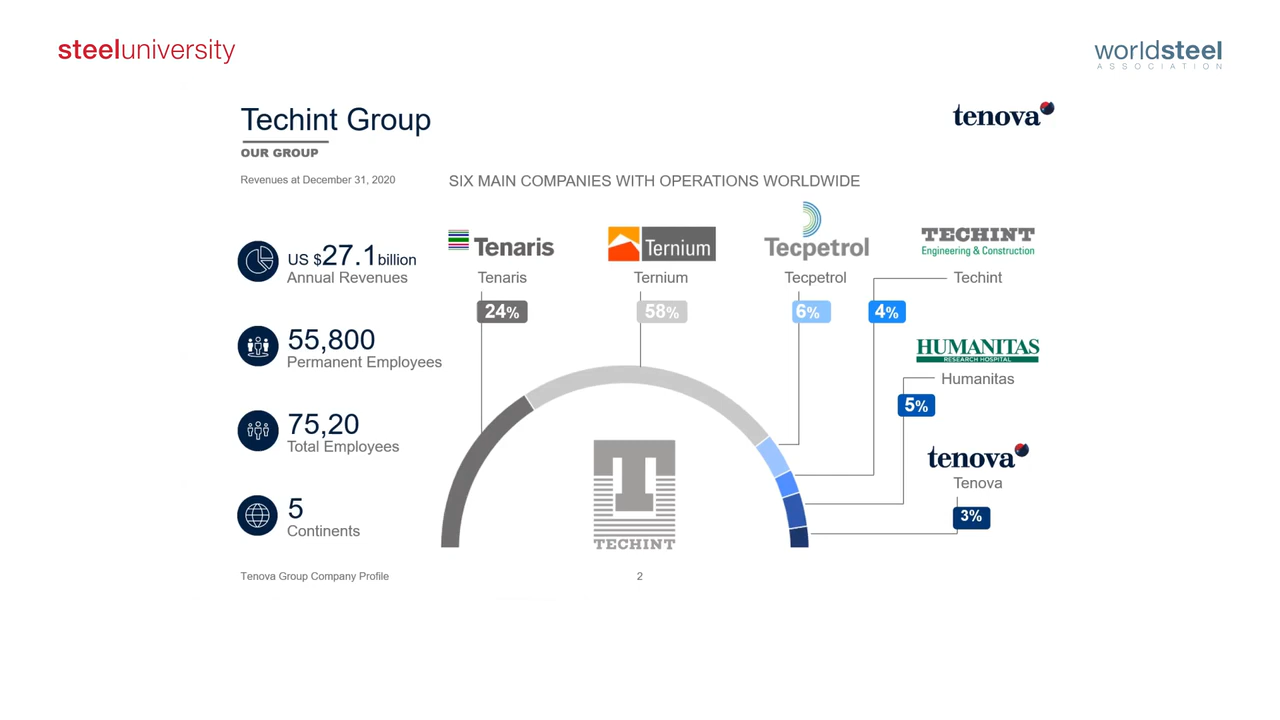 steeluniversity
worldsteel
ASSOCIATION
Techint Group
tenova
OUR GROUP
Revenues at December 31, 2020
SIX MAIN COMPANIES WITH OPERATIONS WORLDWIDE
US $27.1billion
Annual Revenues
55,800
Permanent Employees
75,20
Total Employees
5
Continents
Tenaris
Tenaris
24%
Ternium
Ternium
58%
Tecpetrol
Tecpetrol
6%
TECHINT
Engineering & Construction
Techint
4%
HUMANITAS
RESEARCH HOSPITAL
Humanitas
5%
tenova
Tenova
3%
T
TECHINT
Tenova Group Company Profile
2